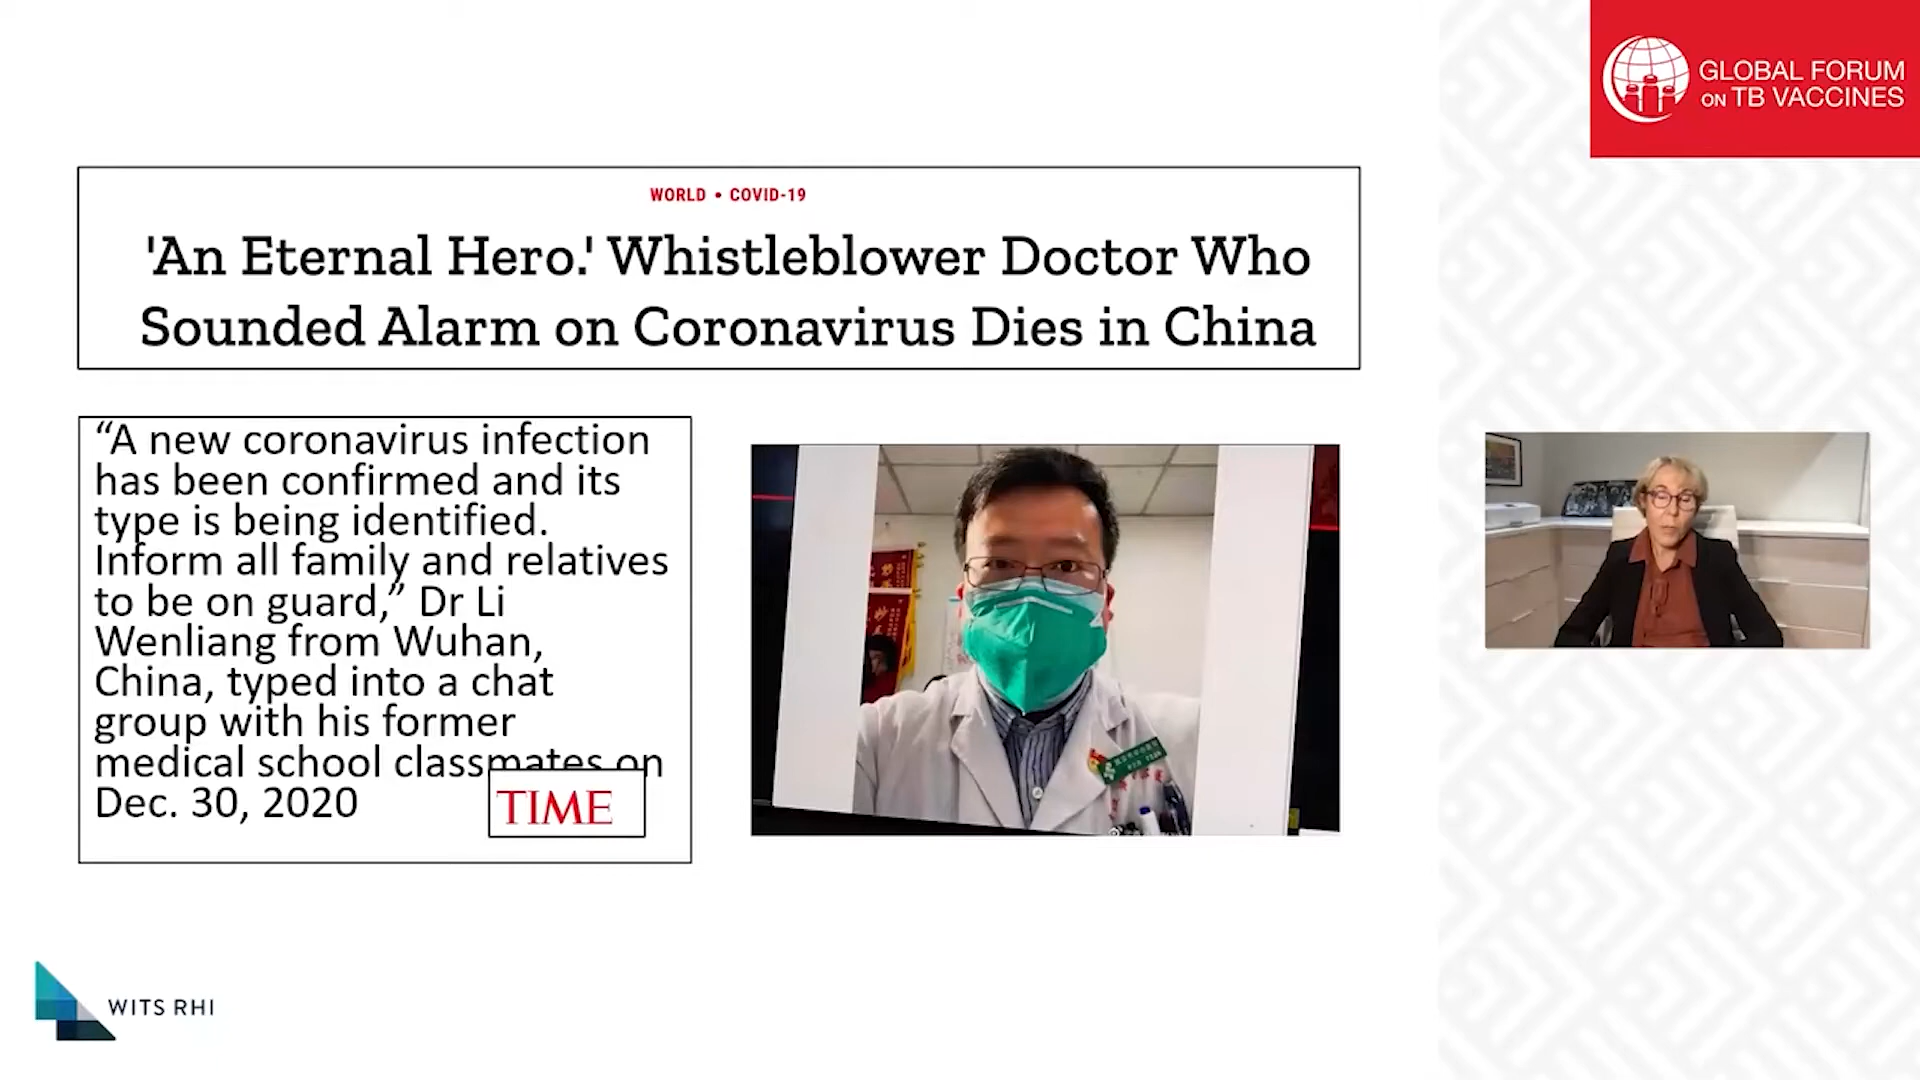 GLOBAL FORUM
ON TB VACCINES
WORLD • COVID-19
'An Eternal Hero.' Whistleblower Doctor Who
Sounded Alarm on Coronavirus Dies in China
“A new coronavirus infection
has been confirmed and its
type is being identified.
Inform all family and relatives
to be on guard,” Dr Li
Wenliang from Wuhan,
China, typed into a chat
group with his former
medical school classmates on
Dec. 30, 2020
TIME
WITS RHI